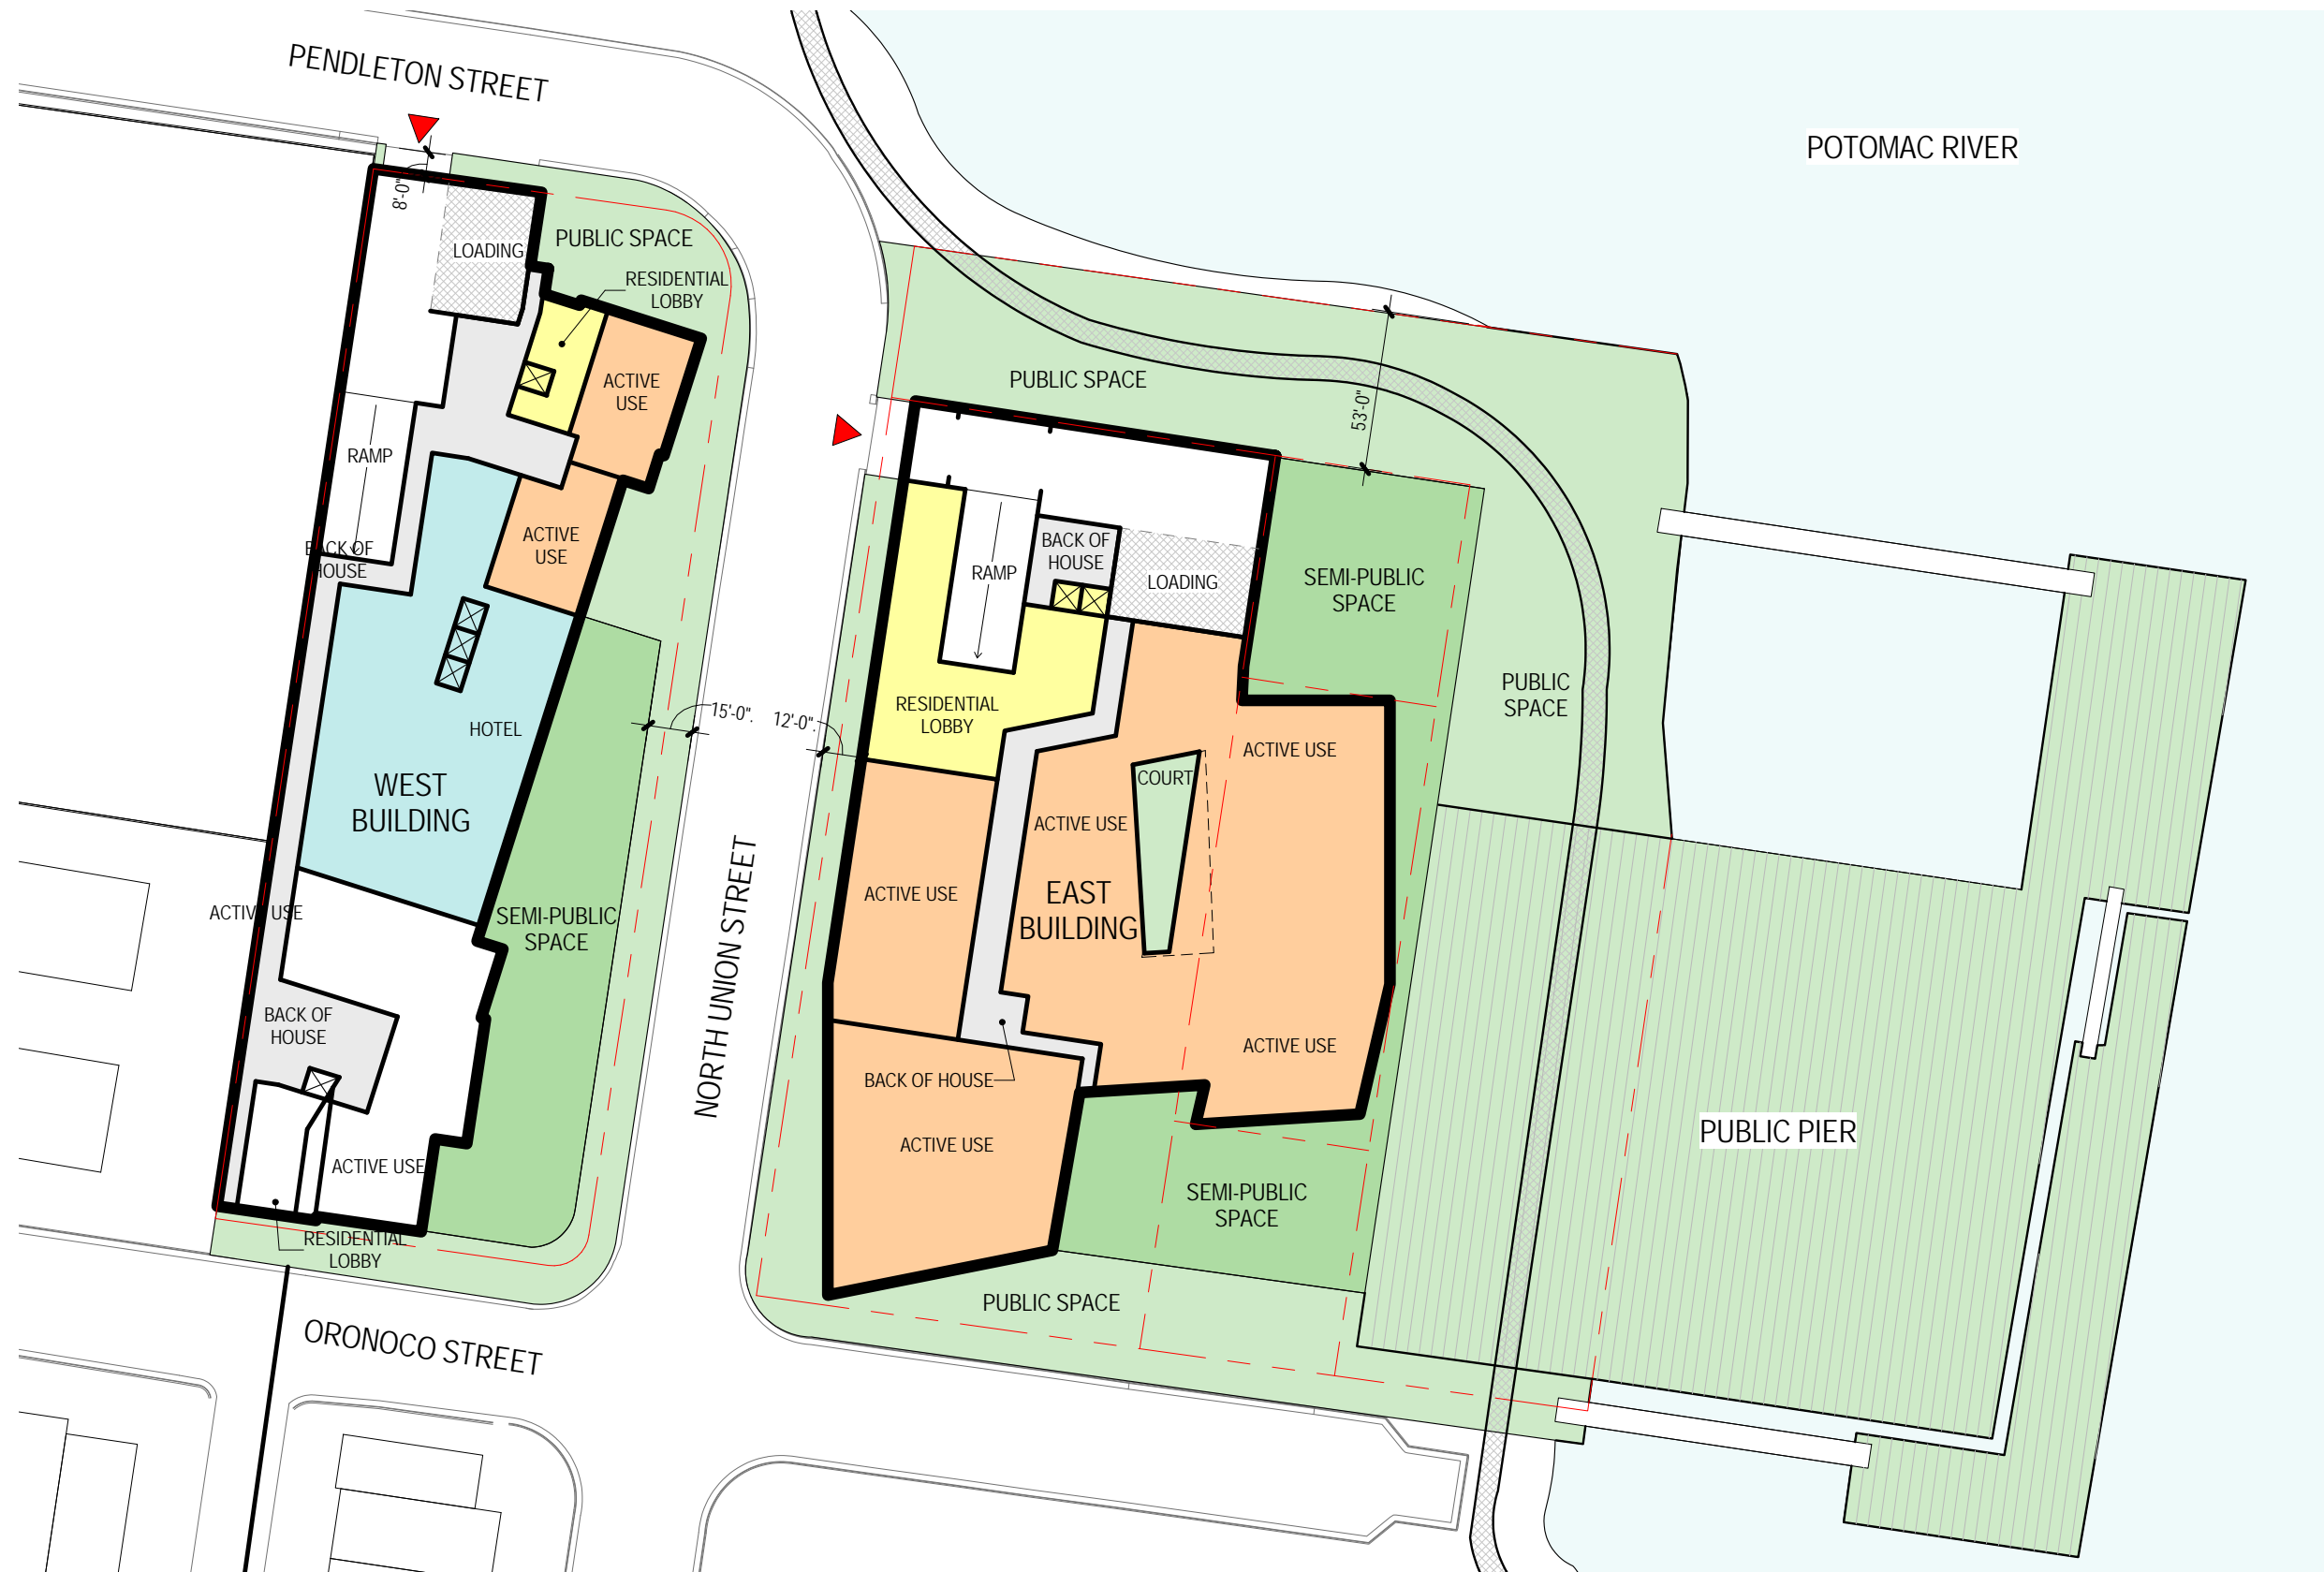 PENDLETON STREET
POTOMAC RIVER
8'-0"
LOADING
PUBLIC SPACE
RESIDENTIAL
LOBBY
ACTIVE
USE
RAMP
ACTIVE
USE
BACK OF
HOUSE
HOTEL
WEST
BUILDING
ACTIVE USE
SEMI-PUBLIC
SPACE
BACK OF
HOUSE
ACTIVE USE
RESIDENTIAL
LOBBY
ORONOCO STREET
NORTH UNION STREET
15'-0".
12'-0".
PUBLIC SPACE
53'-0"
BACK OF
HOUSE
RAMP
LOADING
SEMI-PUBLIC
SPACE
PUBLIC
SPACE
RESIDENTIAL
LOBBY
ACTIVE USE
COURT
ACTIVE USE
ACTIVE USE
EAST
BUILDING
ACTIVE USE
BACK OF HOUSE
ACTIVE USE
SEMI-PUBLIC
SPACE
PUBLIC SPACE
PUBLIC PIER